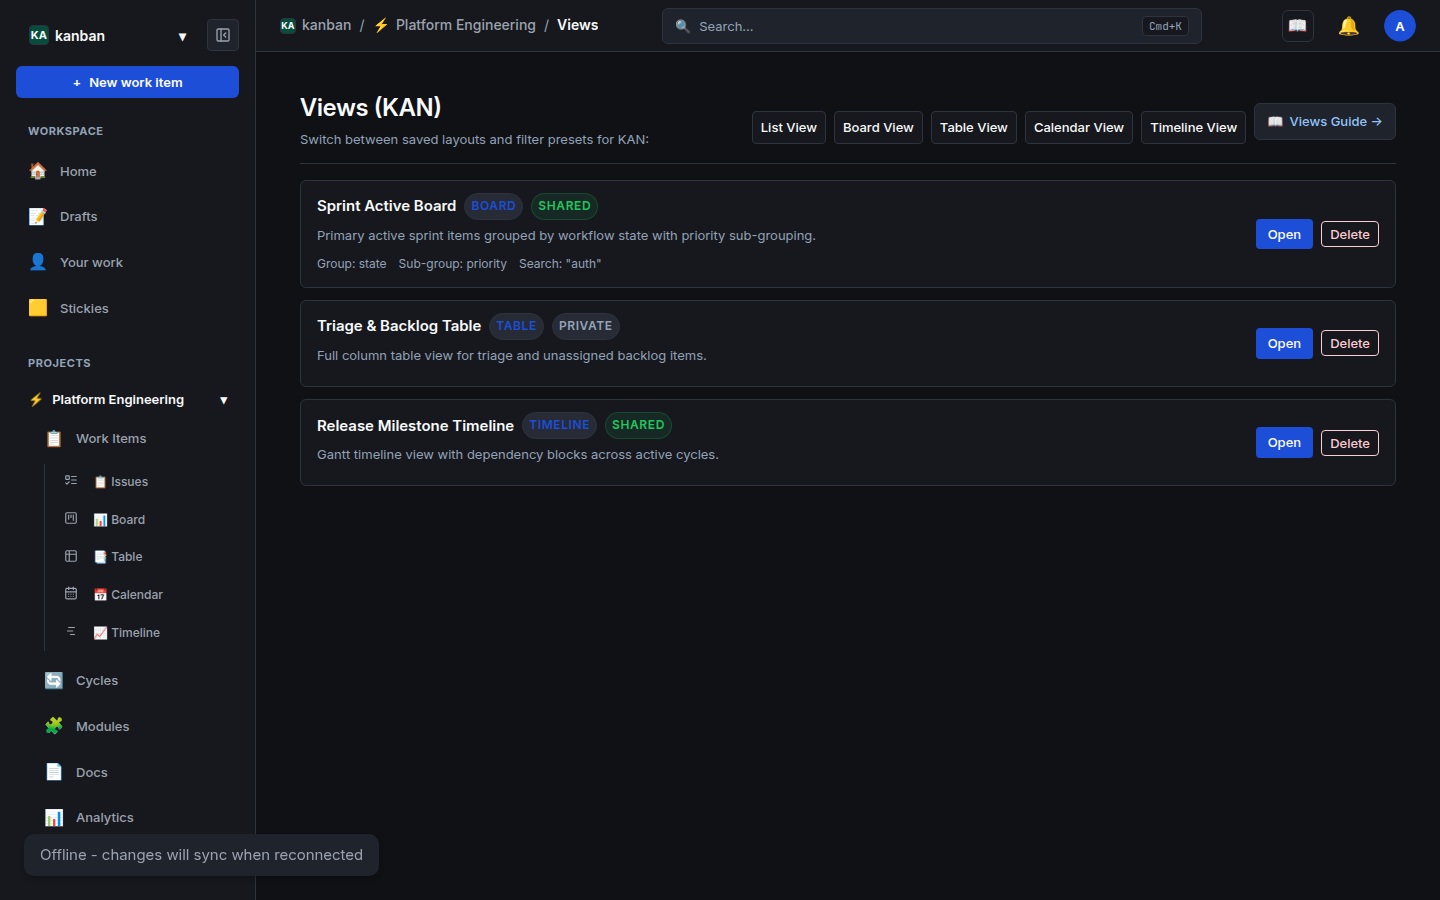 KA kanban ▼
+ New work item
WORKSPACE
Home
Drafts
Your work
Stickies
PROJECTS
Platform Engineering ▼
Work Items
Issues
Board
Table
Calendar
Timeline
Cycles
Modules
Docs
Analytics
Offline - changes will sync when reconnected
KA kanban / Platform Engineering / Views
Search... Cmd+K
A
Views (KAN)
Switch between saved layouts and filter presets for KAN:
List View Board View Table View Calendar View Timeline View Views Guide →
Sprint Active Board BOARD SHARED
Primary active sprint items grouped by workflow state with priority sub-grouping.
Group: state Sub-group: priority Search: "auth"
Open Delete
Triage & Backlog Table TABLE PRIVATE
Full column table view for triage and unassigned backlog items.
Open Delete
Release Milestone Timeline TIMELINE SHARED
Gantt timeline view with dependency blocks across active cycles.
Open Delete